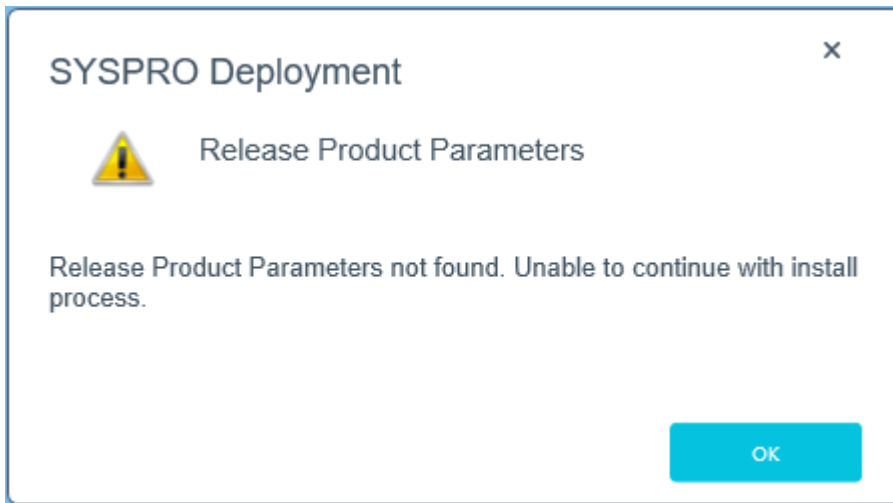 SYSPRO Deployment
Release Product Parameters
Release Product Parameters not found. Unable to continue with install
process.
OK